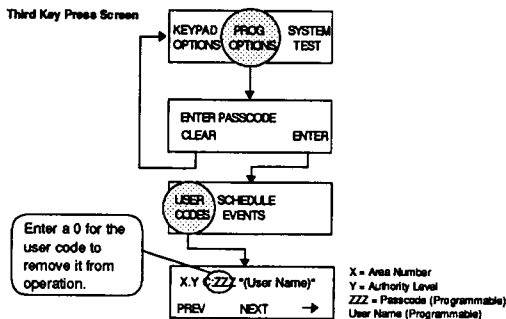 Third Key Press Screen
KEYPAD PROG SYSTEM
OPTIONS OPTIONS TEST
ENTER PASSCODE
CLEAR ENTER
USER SCHEDULE
CODES EVENTS
Enter a 0 for the
user code to
remove it from
operation.
X.Y C:ZZZ "(User Name)"
PREV NEXT
X = Area Number
Y = Authority Level
ZZZ = Passcode (Programmable)
User Name (Programmable)